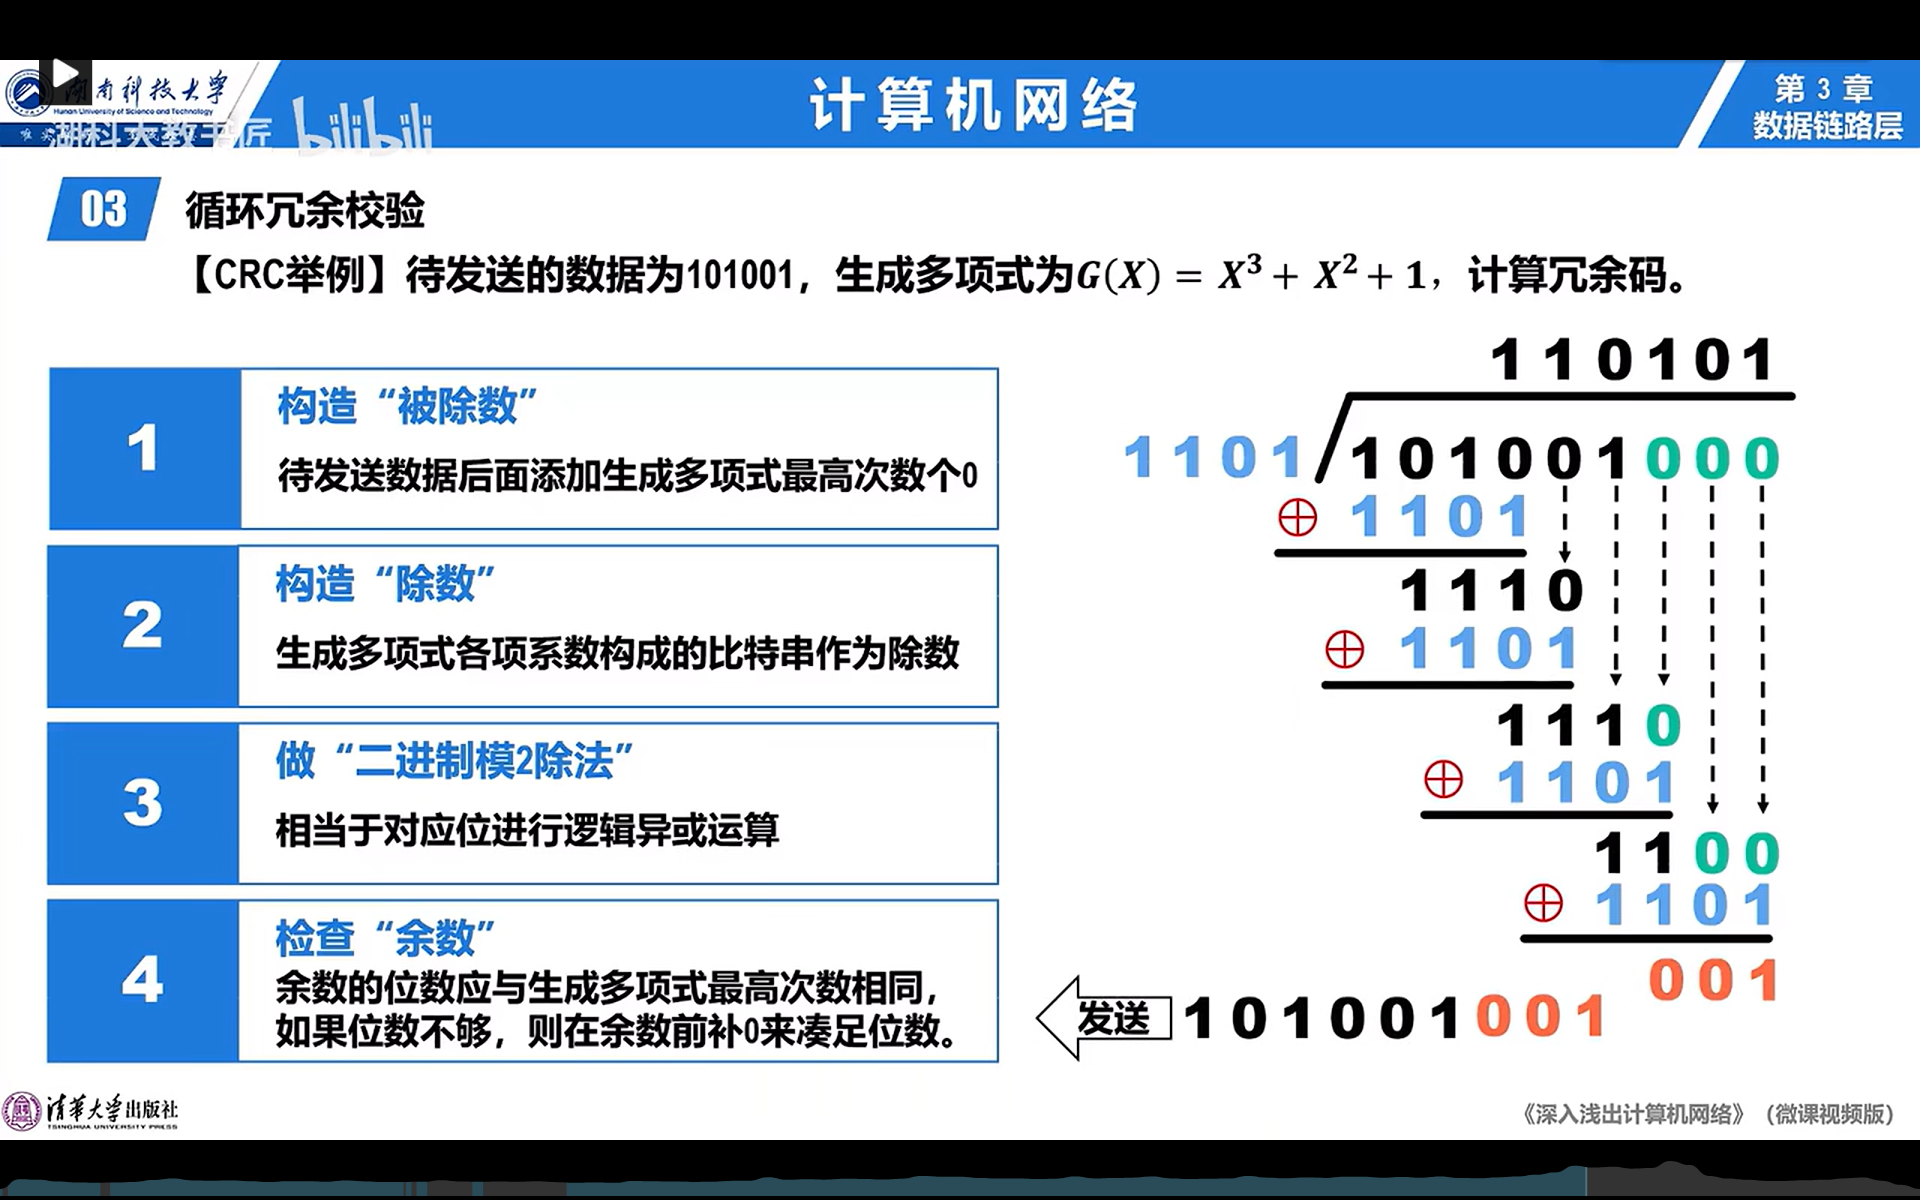 湖南科技大学
Hunan University of Science and Technology
湖科大教书匠 bilibili
计算机网络
第 3 章
数据链路层
03 循环冗余校验
【CRC举例】待发送的数据为101001，生成多项式为G(X) = X³ + X² + 1，计算冗余码。
1
构造“被除数”
待发送数据后面添加生成多项式最高次数个0
2
构造“除数”
生成多项式各项系数构成的比特串作为除数
3
做“二进制模2除法”
相当于对应位进行逻辑异或运算
4
检查“余数”
余数的位数应与生成多项式最高次数相同，
如果位数不够，则在余数前补0来凑足位数。
110101
1101 101001000
⊕ 1101
1110
⊕ 1101
1110
⊕ 1101
1100
⊕ 1101
001
发送 101001001
清华大学出版社
TSINGHUA UNIVERSITY PRESS
《深入浅出计算机网络》（微课视频版）